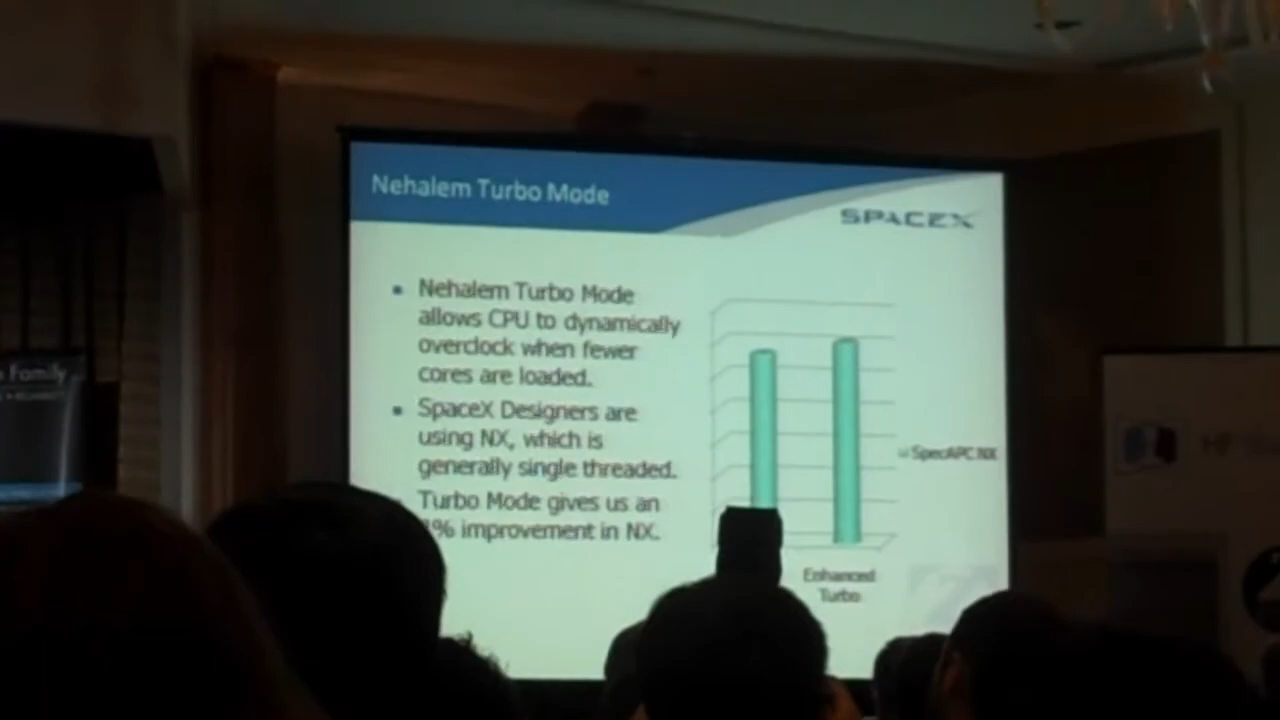 Nehalem Turbo Mode
SPACEX
Nehalem Turbo Mode
allows CPU to dynamically
overclock when fewer
cores are loaded.
SpaceX Designers are
using NX, which is
generally single threaded.
Turbo Mode gives us an
% improvement in NX.
SpecAPC NX
Enhanced
Turbo
Family